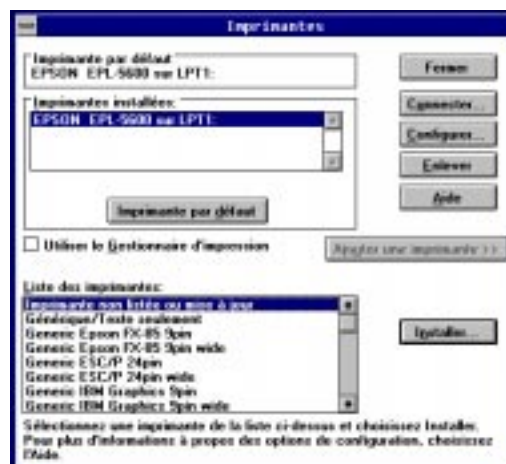 Imprimantes
Imprimante par défaut
EPSON EPL-5600 sur LPT1:
Fermer
Imprimantes installées:
EPSON EPL-5600 sur LPT1:
Connecter...
Configurer...
Enlever
Aide
Imprimante par défaut
Utiliser le Gestionnaire d'impression
Ajouter une imprimante >>
Liste des imprimantes:
Imprimante non listée ou mise à jour
Générique/Texte seulement
Generic Epson FX-85 9pin
Generic Epson FX-85 9pin wide
Generic ESC/P 24pin
Generic ESC/P 24pin wide
Generic IBM Graphics 9pin
Generic IBM Graphics 9pin wide
Installer...
Sélectionnez une imprimante de la liste ci-dessus et choisissez Installer.
Pour plus d'informations à propos des options de configuration, choisissez
l'Aide.